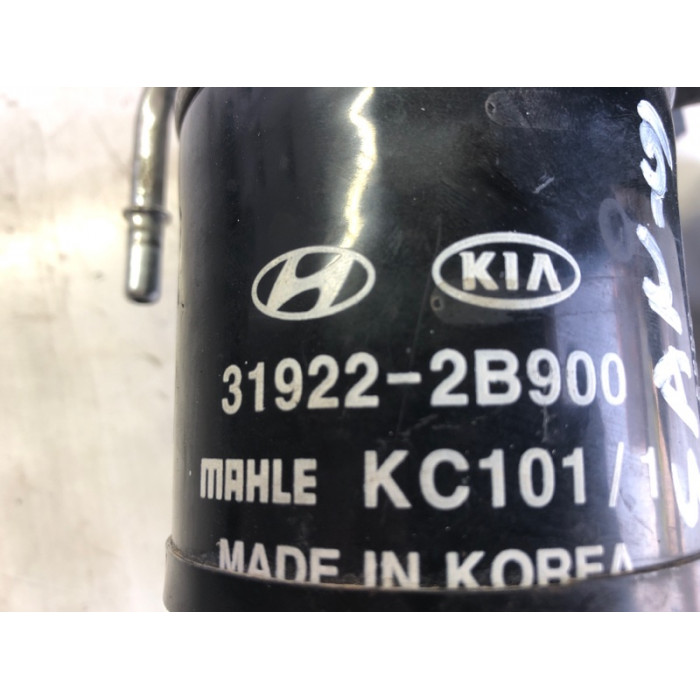 KIA
31922-2B900
MAHLE KC101/1
MADE IN KOREA